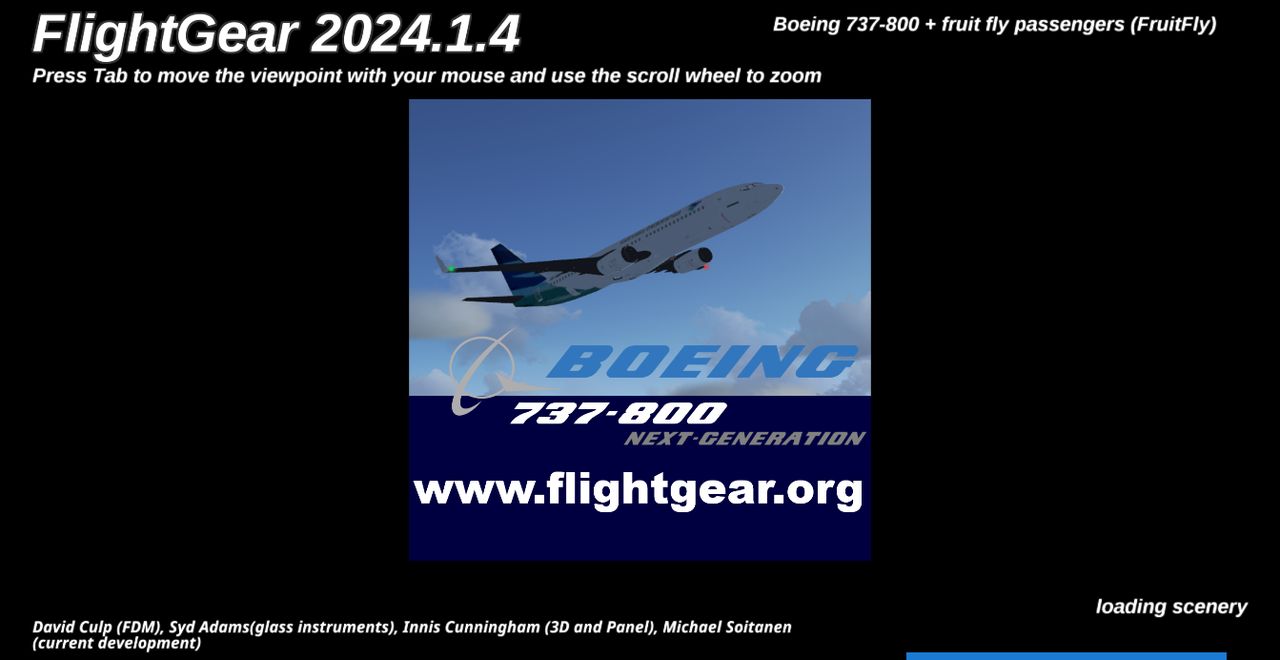 FlightGear 2024.1.4
Boeing 737-800 + fruit fly passengers (FruitFly)
Press Tab to move the viewpoint with your mouse and use the scroll wheel to zoom
BOEING
737-800
NEXT-GENERATION
www.flightgear.org
loading scenery
David Culp (FDM), Syd Adams(glass instruments), Innis Cunningham (3D and Panel), Michael Soitanen
(current development)